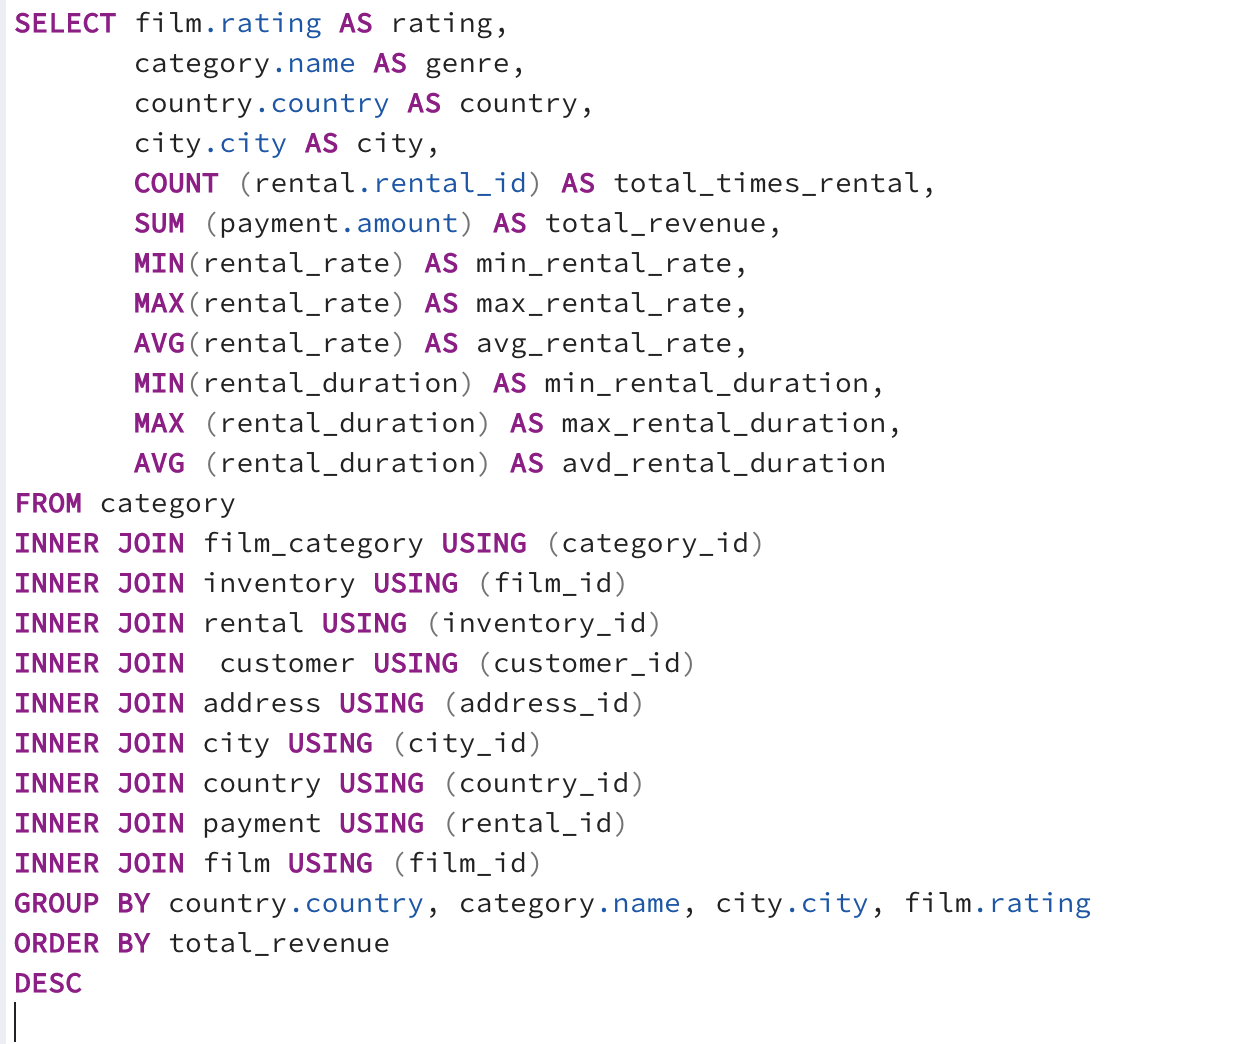 SELECT film.rating AS rating,
category.name AS genre,
country.country AS country,
city.city AS city,
COUNT (rental.rental_id) AS total_times_rental,
SUM (payment.amount) AS total_revenue,
MIN(rental_rate) AS min_rental_rate,
MAX(rental_rate) AS max_rental_rate,
AVG(rental_rate) AS avg_rental_rate,
MIN(rental_duration) AS min_rental_duration,
MAX (rental_duration) AS max_rental_duration,
AVG (rental_duration) AS avd_rental_duration
FROM category
INNER JOIN film_category USING (category_id)
INNER JOIN inventory USING (film_id)
INNER JOIN rental USING (inventory_id)
INNER JOIN  customer USING (customer_id)
INNER JOIN address USING (address_id)
INNER JOIN city USING (city_id)
INNER JOIN country USING (country_id)
INNER JOIN payment USING (rental_id)
INNER JOIN film USING (film_id)
GROUP BY country.country, category.name, city.city, film.rating
ORDER BY total_revenue
DESC